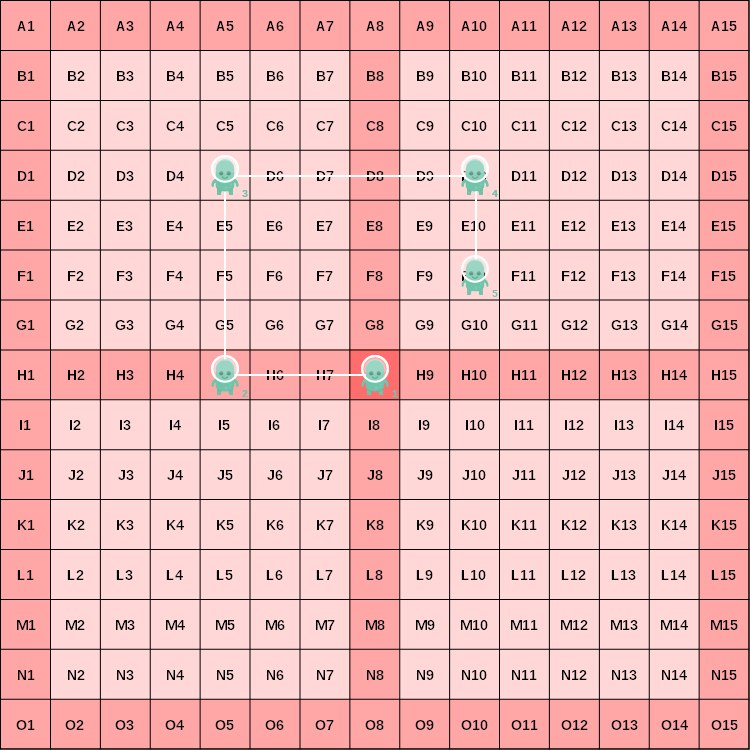 A1 A2 A3 A4 A5 A6 A7 A8 A9 A10 A11 A12 A13 A14 A15
B1 B2 B3 B4 B5 B6 B7 B8 B9 B10 B11 B12 B13 B14 B15
C1 C2 C3 C4 C5 C6 C7 C8 C9 C10 C11 C12 C13 C14 C15
D1 D2 D3 D4 3 D6 D7 D8 D9 4 D11 D12 D13 D14 D15
E1 E2 E3 E4 E5 E6 E7 E8 E9 E10 E11 E12 E13 E14 E15
F1 F2 F3 F4 F5 F6 F7 F8 F9 5 F11 F12 F13 F14 F15
G1 G2 G3 G4 G5 G6 G7 G8 G9 G10 G11 G12 G13 G14 G15
H1 H2 H3 H4 2 H6 H7 1 H9 H10 H11 H12 H13 H14 H15
I1 I2 I3 I4 I5 I6 I7 I8 I9 I10 I11 I12 I13 I14 I15
J1 J2 J3 J4 J5 J6 J7 J8 J9 J10 J11 J12 J13 J14 J15
K1 K2 K3 K4 K5 K6 K7 K8 K9 K10 K11 K12 K13 K14 K15
L1 L2 L3 L4 L5 L6 L7 L8 L9 L10 L11 L12 L13 L14 L15
M1 M2 M3 M4 M5 M6 M7 M8 M9 M10 M11 M12 M13 M14 M15
N1 N2 N3 N4 N5 N6 N7 N8 N9 N10 N11 N12 N13 N14 N15
O1 O2 O3 O4 O5 O6 O7 O8 O9 O10 O11 O12 O13 O14 O15